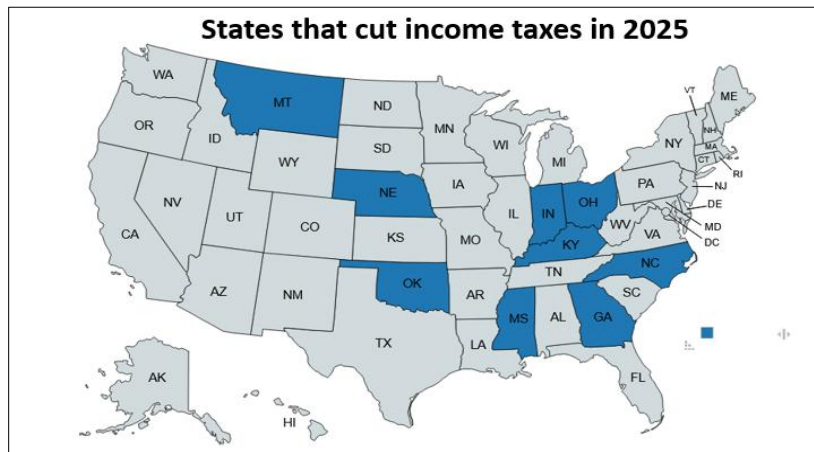 States that cut income taxes in 2025
WA
MT
ND
MN
VT
ME
OR
ID
SD
WI
MI
NY
NH
MA
CT
RI
WY
IA
PA
NJ
NV
NE
IL
IN
OH
DE
UT
CO
WV
MD
VA
DC
CA
KS
MO
KY
NC
TN
AZ
NM
OK
AR
SC
MS
AL
GA
TX
LA
AK
HI
FL